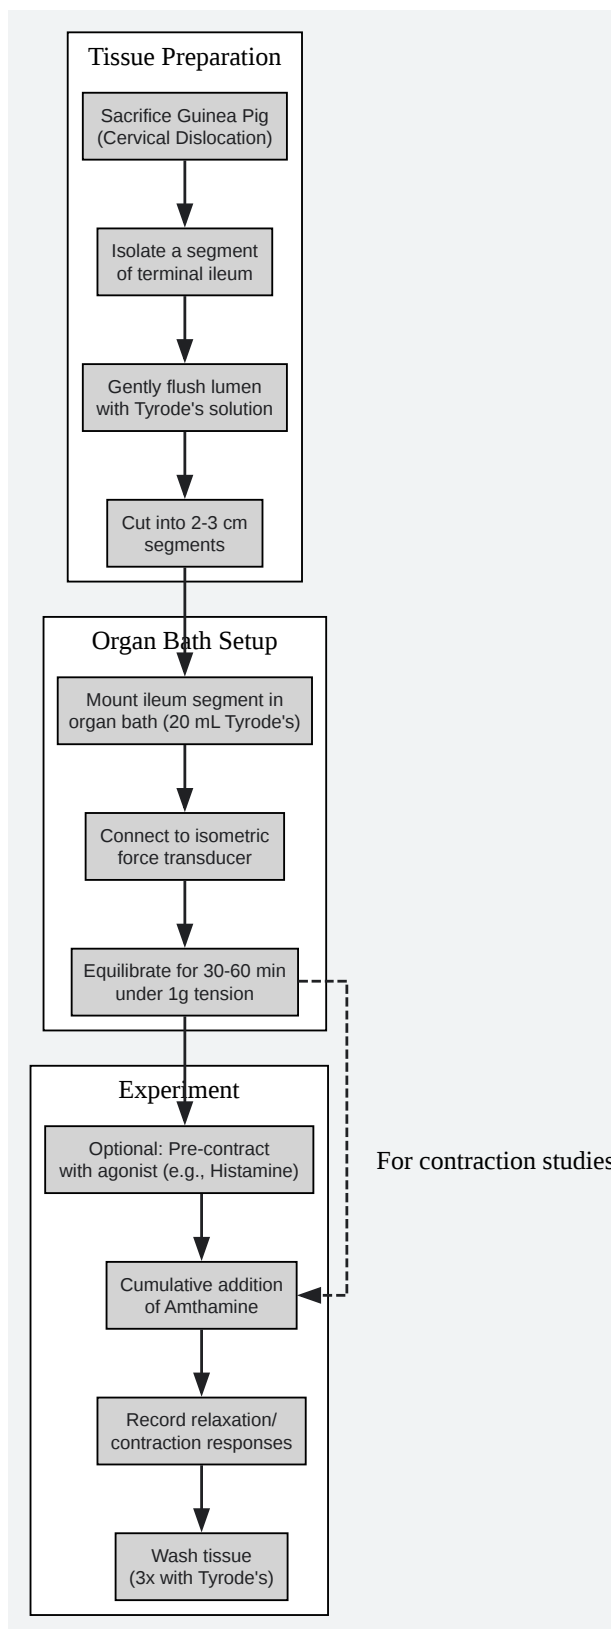 Tissue Preparation
Sacrifice Guinea Pig
(Cervical Dislocation)
Isolate a segment
of terminal ileum
Gently flush lumen
with Tyrode's solution
Cut into 2-3 cm
segments
Organ Bath Setup
Mount ileum segment in
organ bath (20 mL Tyrode's)
Connect to isometric
force transducer
Equilibrate for 30-60 min
under 1g tension
Experiment
Optional: Pre-contract
with agonist (e.g., Histamine)
For contraction studies
Cumulative addition
of Amthamine
Record relaxation/
contraction responses
Wash tissue
(3x with Tyrode's)